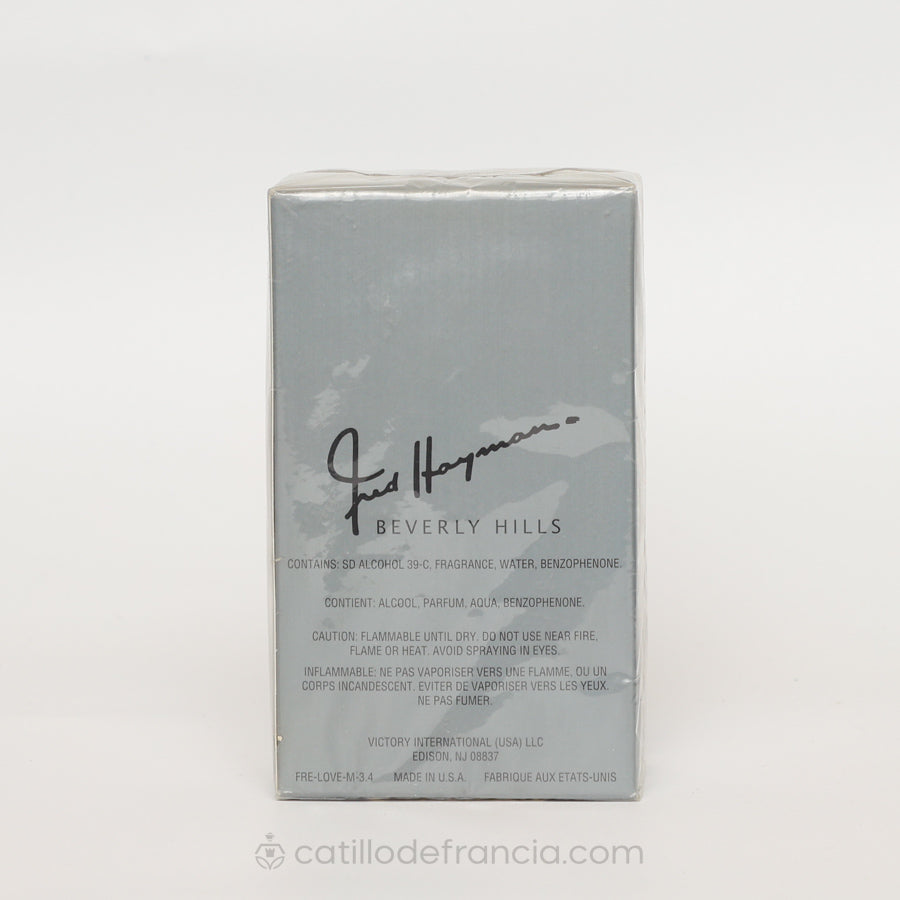 Fred Hayman
BEVERLY HILLS
CONTAINS: SD ALCOHOL 39-C, FRAGRANCE, WATER, BENZOPHENONE.
CONTIENT: ALCOOL, PARFUM, AQUA, BENZOPHENONE.
CAUTION: FLAMMABLE UNTIL DRY. DO NOT USE NEAR FIRE,
FLAME OR HEAT. AVOID SPRAYING IN EYES.
INFLAMMABLE: NE PAS VAPORISER VERS UNE FLAMME, OU UN
CORPS INCANDESCENT. EVITER DE VAPORISER VERS LES YEUX.
NE PAS FUMER.
VICTORY INTERNATIONAL (USA) LLC
EDISON, NJ 08837
FRE-LOVE-M-3.4 MADE IN U.S.A. FABRIQUE AUX ETATS-UNIS
catillodefrancia.com